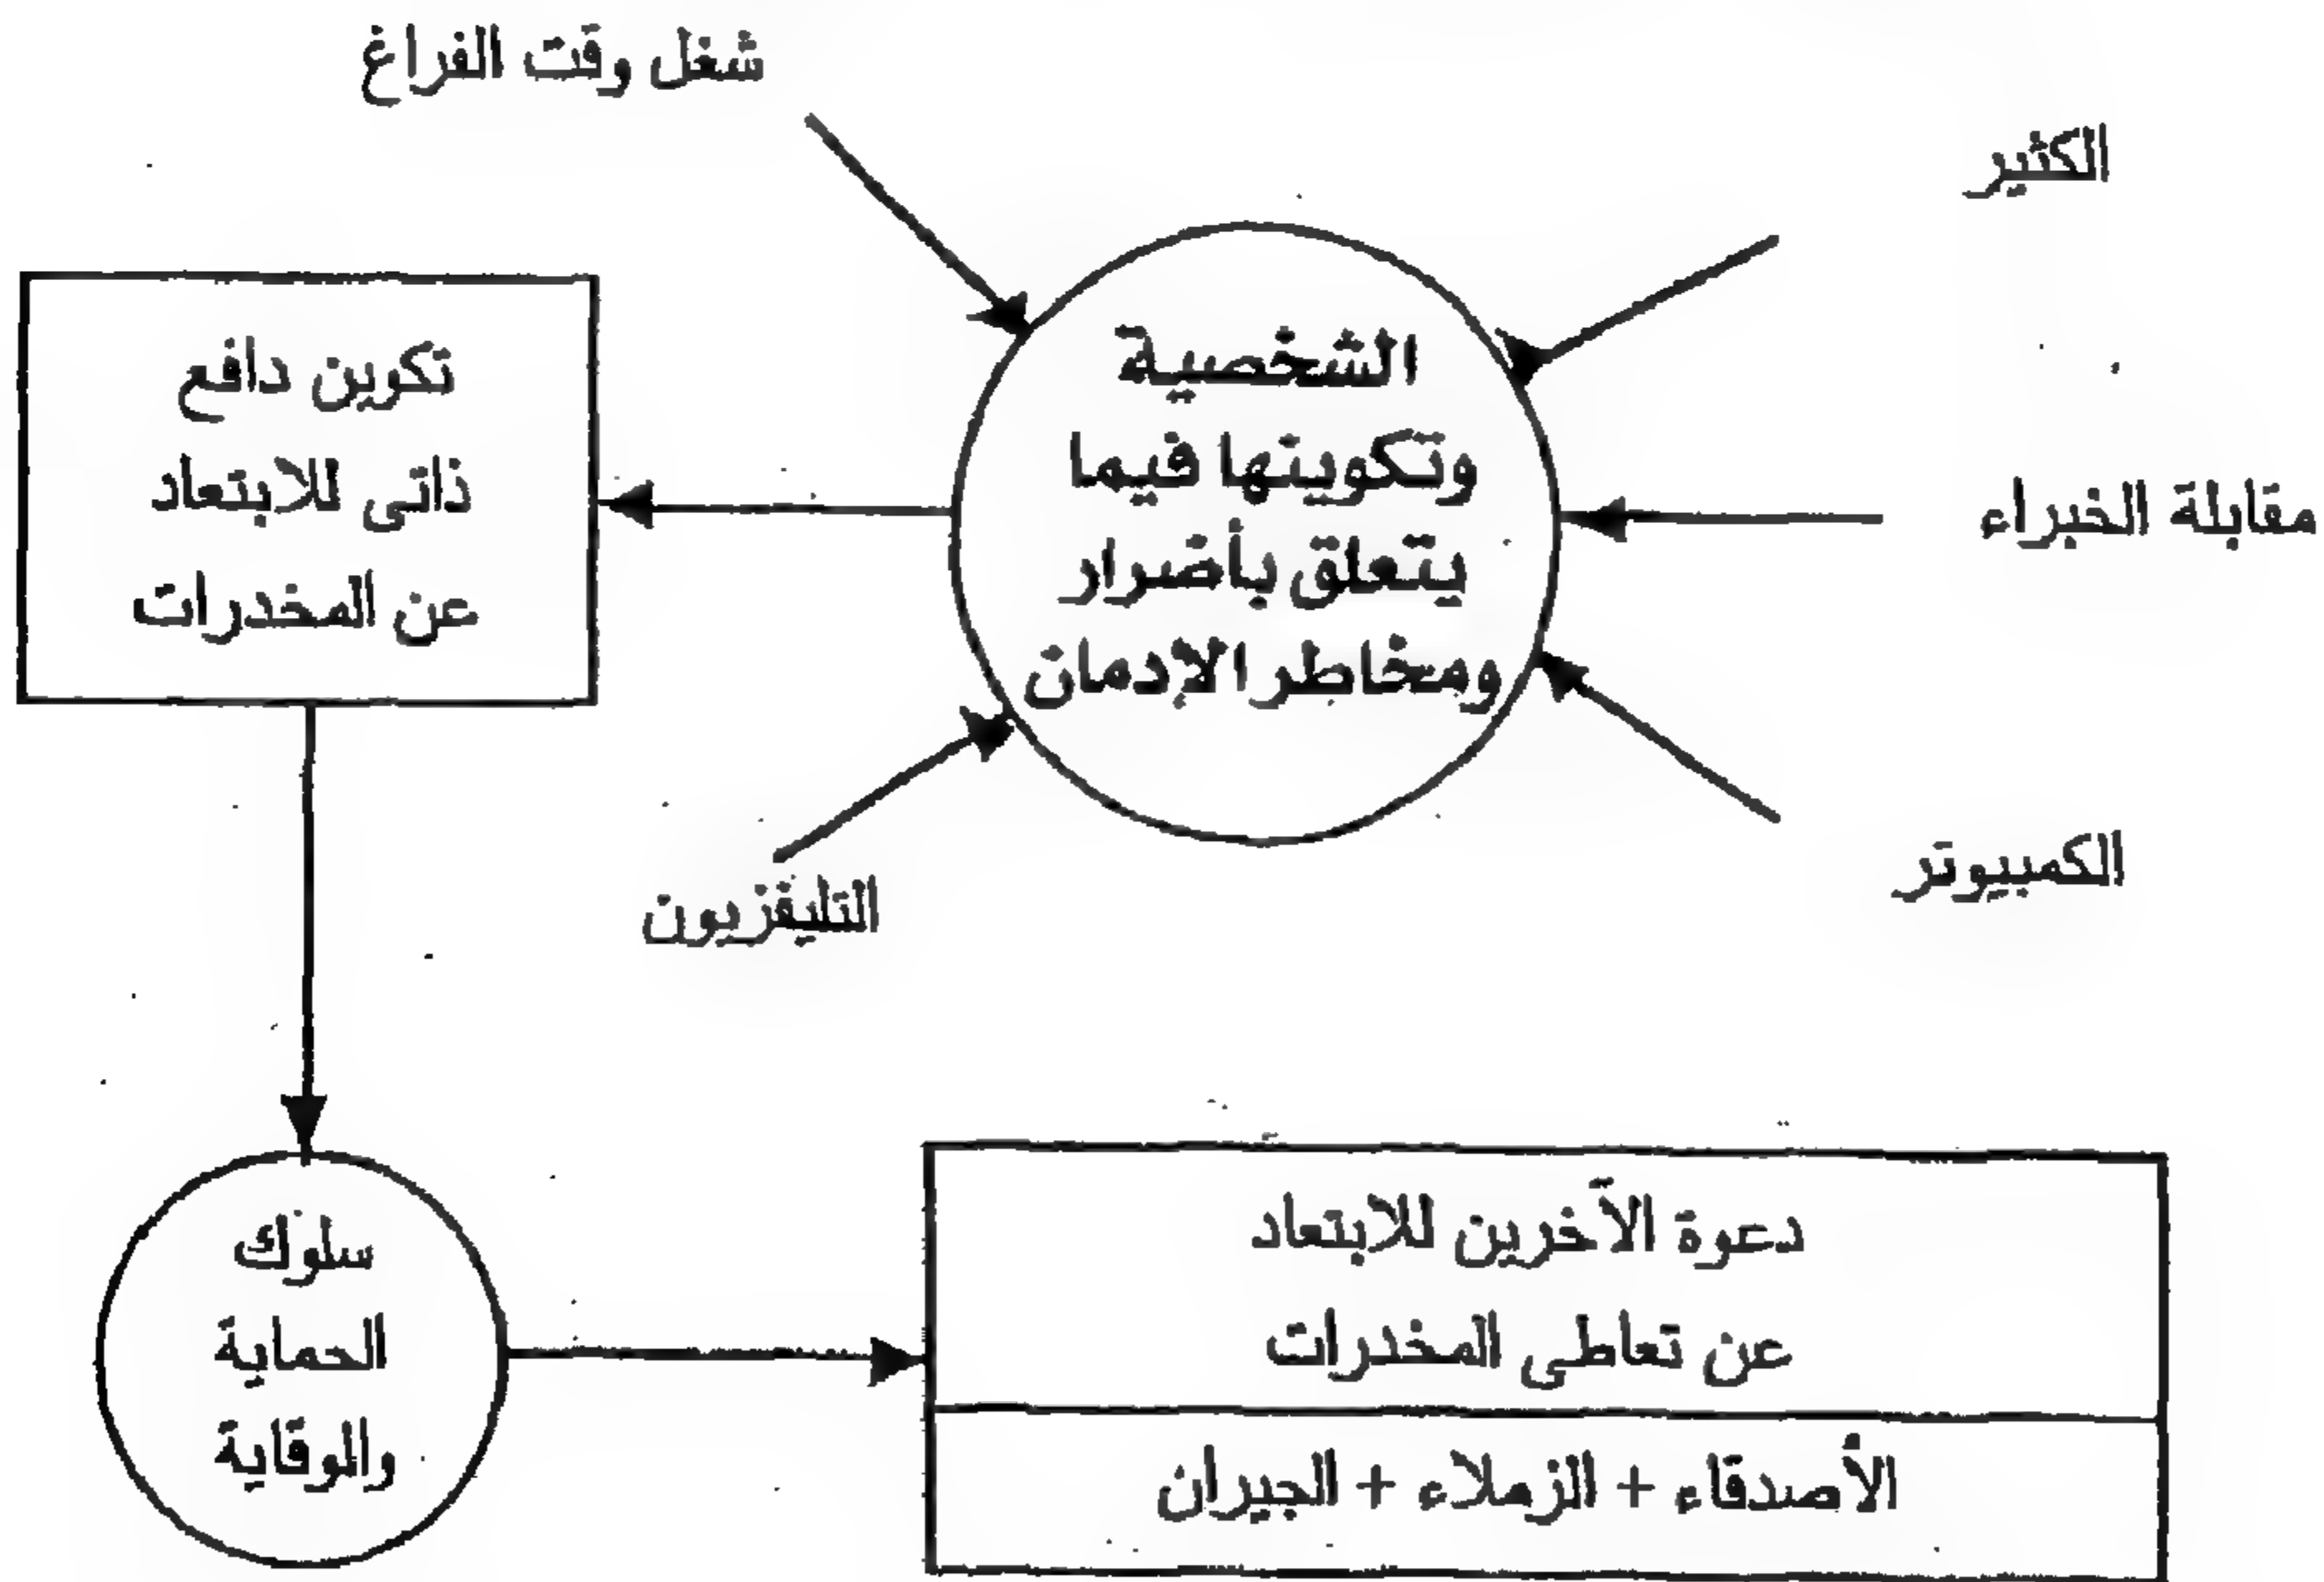 شغل وقت الفراغ
الكثير
الشخصية
وتكوينها فيما
يتعلق بأضرار
ومخاطر الإدمان
مقابلة الخبراء
الكمبيوتر
التليفزيون
تكوين دافع
ذاتى للابتعاد
عن المخدرات
سلوك
الحماية
والوقاية
دعوة الآخرين للابتعاد
عن تعاطى المخدرات
الأصدقاء + الزملاء + الجيران